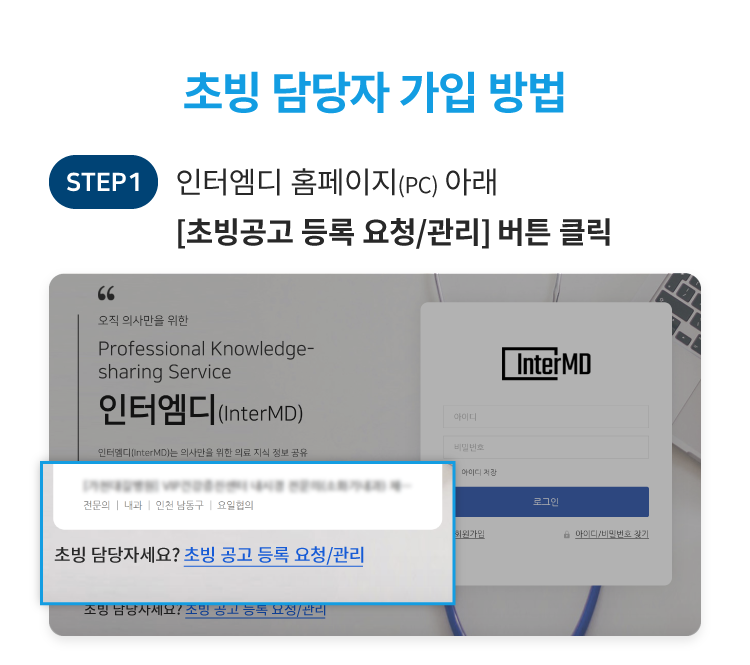 초빙 담당자 가입 방법
STEP1
인터엠디 홈페이지(PC) 아래
[초빙공고 등록 요청/관리] 버튼 클릭
“
오직 의사만을 위한
Professional Knowledge-
sharing Service
인터엠디(InterMD)
인터엠디(InterMD)는 의사만을 위한 의료 지식 정보 공유
InterMD
아이디
비밀번호
아이디 저장
로그인
회원가입
아이디/비밀번호 찾기
전문의 | 내과 | 인천 남동구 | 요일협의
초빙 담당자세요? 초빙 공고 등록 요청/관리
초빙 담당자세요? 초빙 공고 등록 요청/관리